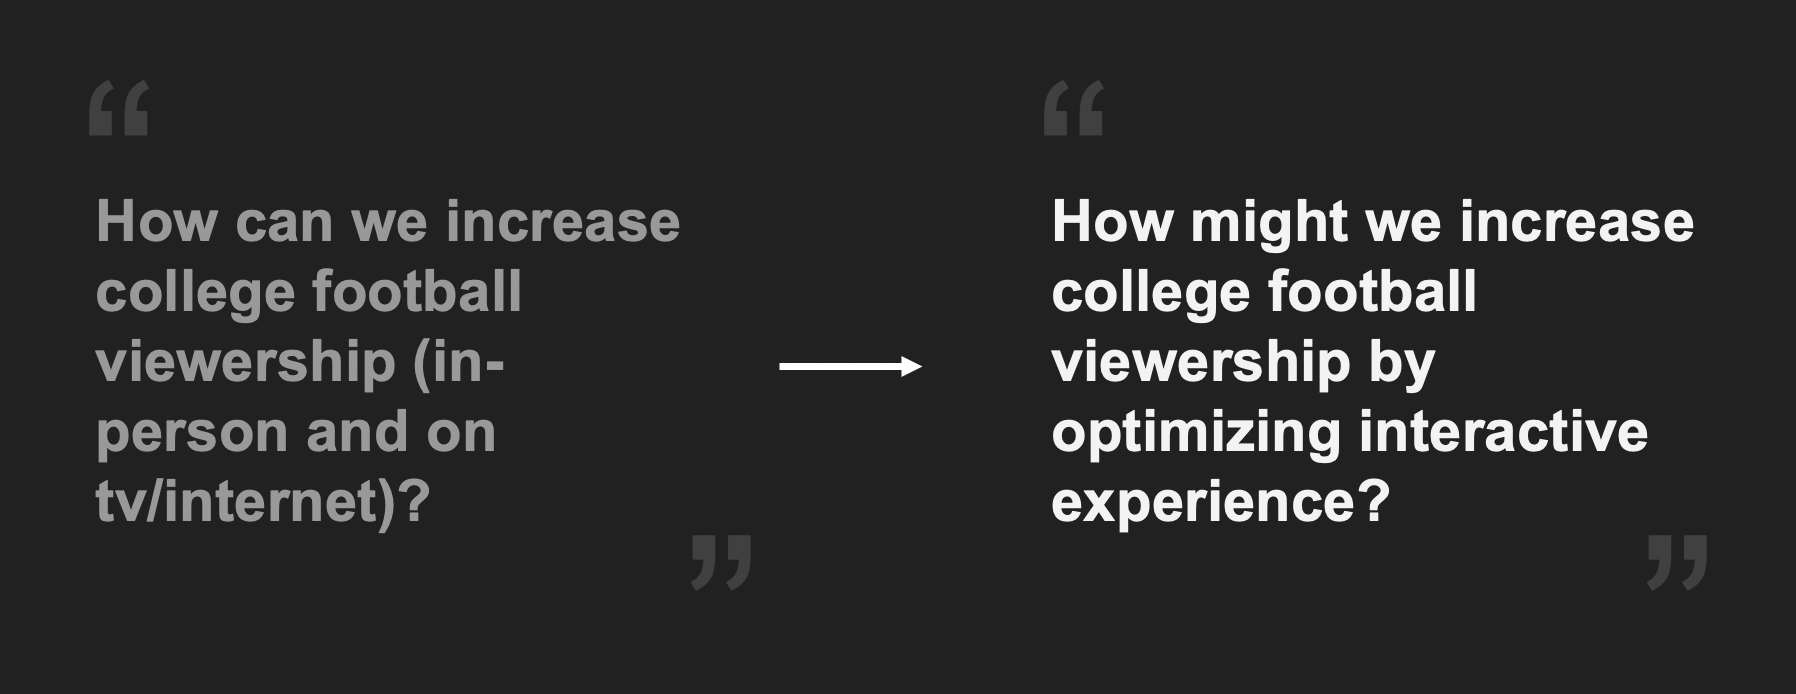 “
How can we increase
college football
viewership (in-
person and on
tv/internet)?
”
“
How might we increase
college football
viewership by
optimizing interactive
experience?
”